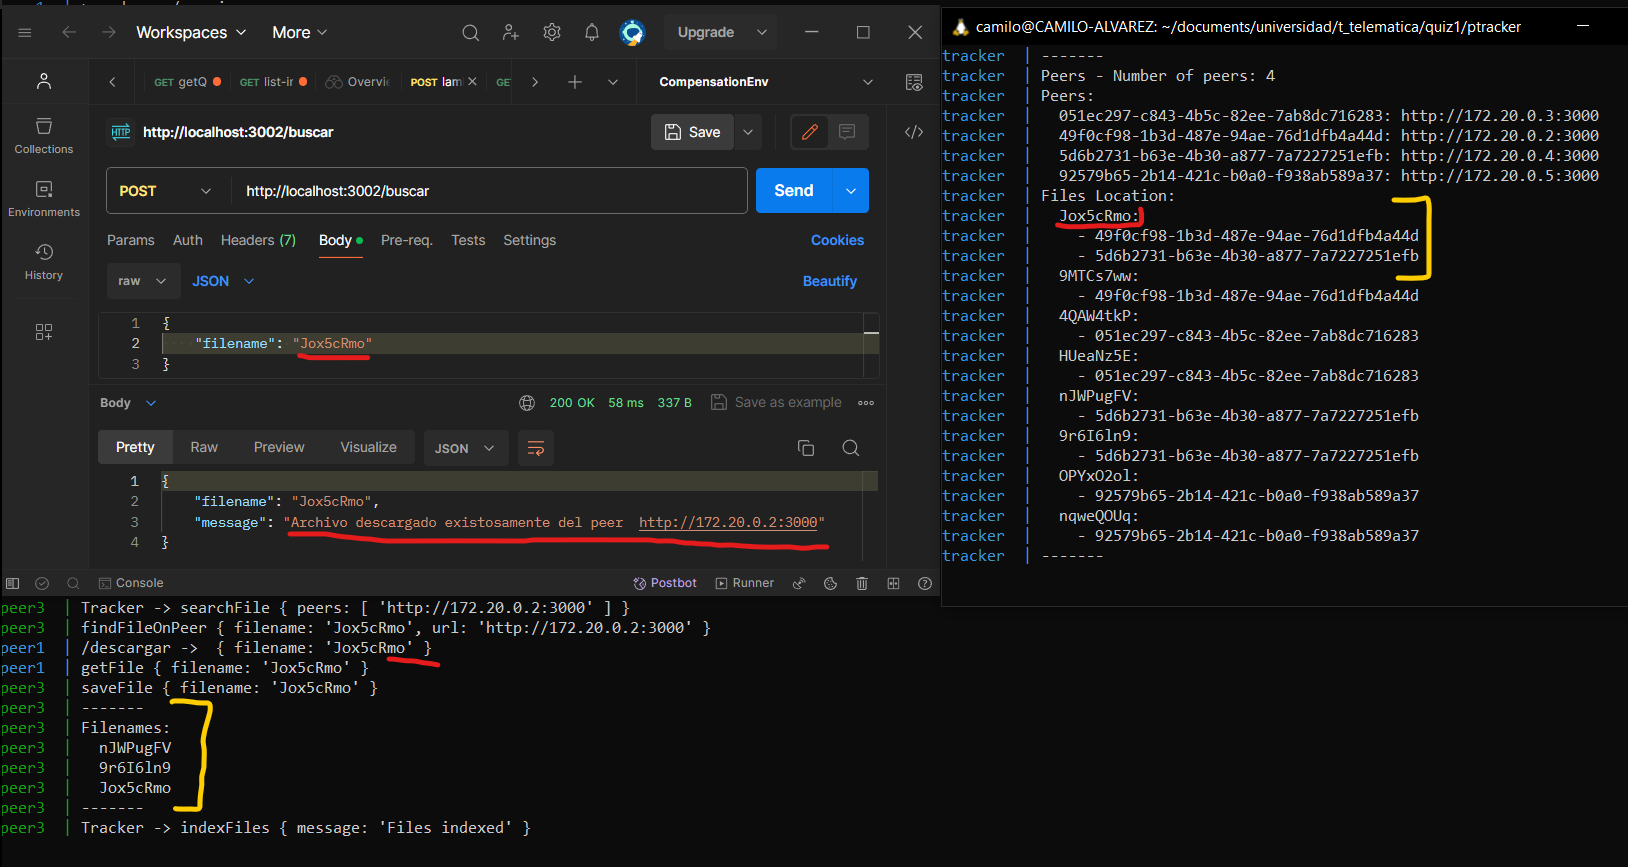 Workspaces
More
Upgrade
GET getQ
GET list-ir
Overvie
POST lam
GE
CompensationEnv
HTTP http://localhost:3002/buscar
Save
POST
http://localhost:3002/buscar
Send
Params Auth Headers (7) Body Pre-req. Tests Settings
Cookies
raw JSON
Beautify
1 {
2 "filename": "Jox5cRmo"
3 }
Body
200 OK 58 ms 337 B Save as example
Pretty Raw Preview Visualize JSON
1 {
2 "filename": "Jox5cRmo",
3 "message": "Archivo descargado existosamente del peer  http://172.20.0.2:3000"
4 }
Collections
Environments
History
Console
Postbot Runner
peer3 | Tracker -> searchFile { peers: [ 'http://172.20.0.2:3000' ] }
peer3 | findFileOnPeer { filename: 'Jox5cRmo', url: 'http://172.20.0.2:3000' }
peer1 | /descargar ->  { filename: 'Jox5cRmo' }
peer1 | getFile { filename: 'Jox5cRmo' }
peer3 | saveFile { filename: 'Jox5cRmo' }
peer3 | -------
peer3 | Filenames:
peer3 | nJWPugFV
peer3 | 9r6I6ln9
peer3 | Jox5cRmo
peer3 | -------
peer3 | Tracker -> indexFiles { message: 'Files indexed' }
camilo@CAMILO-ALVAREZ: ~/documents/universidad/t_telematica/quiz1/ptracker
tracker | -------
tracker | Peers - Number of peers: 4
tracker | Peers:
tracker | 051ec297-c843-4b5c-82ee-7ab8dc716283: http://172.20.0.3:3000
tracker | 49f0cf98-1b3d-487e-94ae-76d1dfb4a44d: http://172.20.0.2:3000
tracker | 5d6b2731-b63e-4b30-a877-7a7227251efb: http://172.20.0.4:3000
tracker | 92579b65-2b14-421c-b0a0-f938ab589a37: http://172.20.0.5:3000
tracker | Files Location:
tracker | Jox5cRmo:
tracker | - 49f0cf98-1b3d-487e-94ae-76d1dfb4a44d
tracker | - 5d6b2731-b63e-4b30-a877-7a7227251efb
tracker | 9MTCs7ww:
tracker | - 49f0cf98-1b3d-487e-94ae-76d1dfb4a44d
tracker | 4QAW4tkP:
tracker | - 051ec297-c843-4b5c-82ee-7ab8dc716283
tracker | HUeaNz5E:
tracker | - 051ec297-c843-4b5c-82ee-7ab8dc716283
tracker | nJWPugFV:
tracker | - 5d6b2731-b63e-4b30-a877-7a7227251efb
tracker | 9r6I6ln9:
tracker | - 5d6b2731-b63e-4b30-a877-7a7227251efb
tracker | OPYxO2ol:
tracker | - 92579b65-2b14-421c-b0a0-f938ab589a37
tracker | nqweQOUq:
tracker | - 92579b65-2b14-421c-b0a0-f938ab589a37
tracker | -------